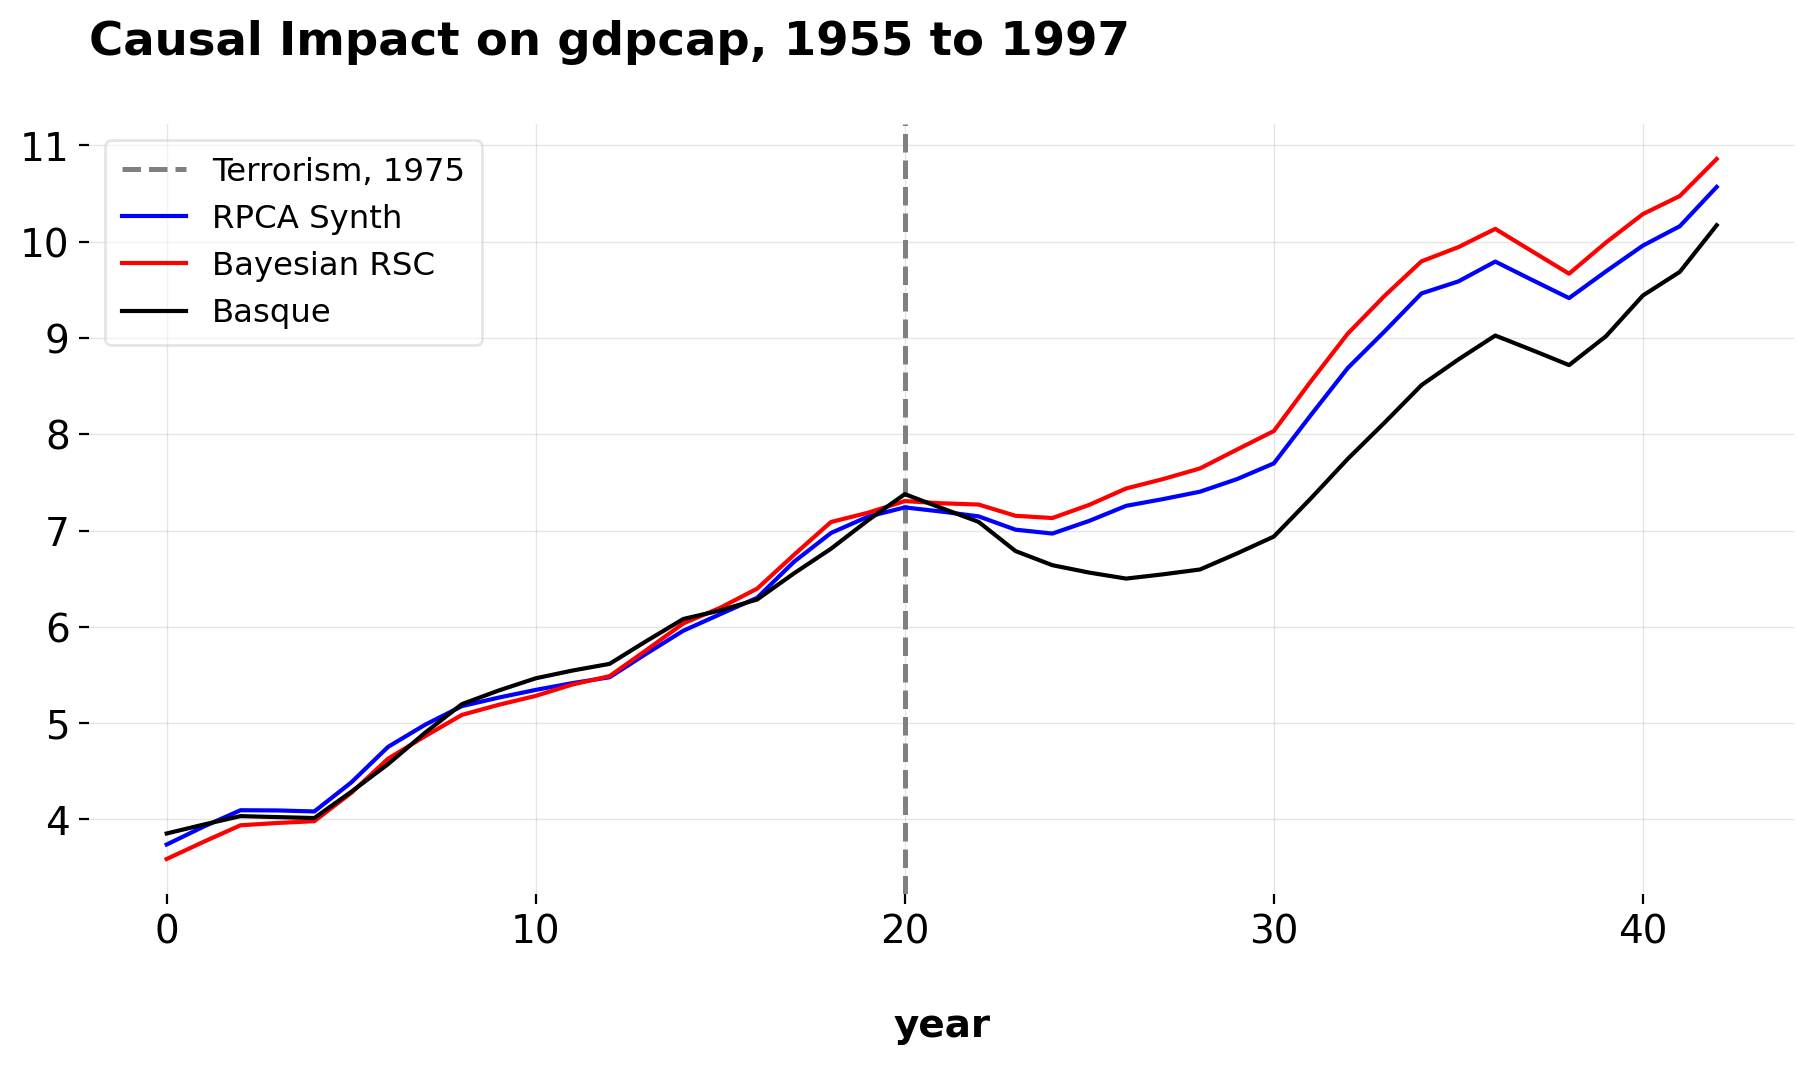 Causal Impact on gdpcap, 1955 to 1997
11
10
9
8
7
6
5
4
Terrorism, 1975
RPCA Synth
Bayesian RSC
Basque
0 10 20 30 40
year